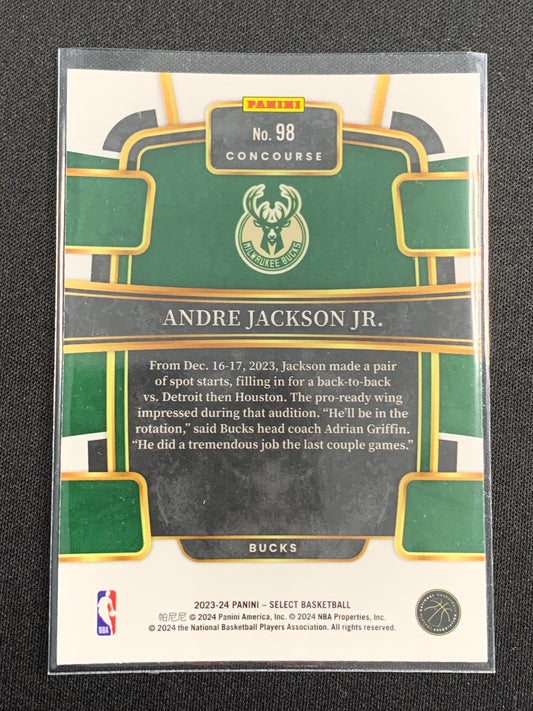 PANINI
No. 98
CONCOURSE
MILWAUKEE BUCKS
ANDRE JACKSON JR.
From Dec. 16-17, 2023, Jackson made a pair
of spot starts, filling in for a back-to-back
vs. Detroit then Houston. The pro-ready wing
impressed during that audition. “He’ll be in the
rotation,” said Bucks head coach Adrian Griffin.
“He did a tremendous job the last couple games.”
BUCKS
2023-24 PANINI – SELECT BASKETBALL
帕尼尼 © 2024 Panini America, Inc. © 2024 NBA Properties, Inc.
© 2024 the National Basketball Players Association. All rights reserved.
NBA
NATIONAL BASKETBALL PLAYERS ASSOCIATION